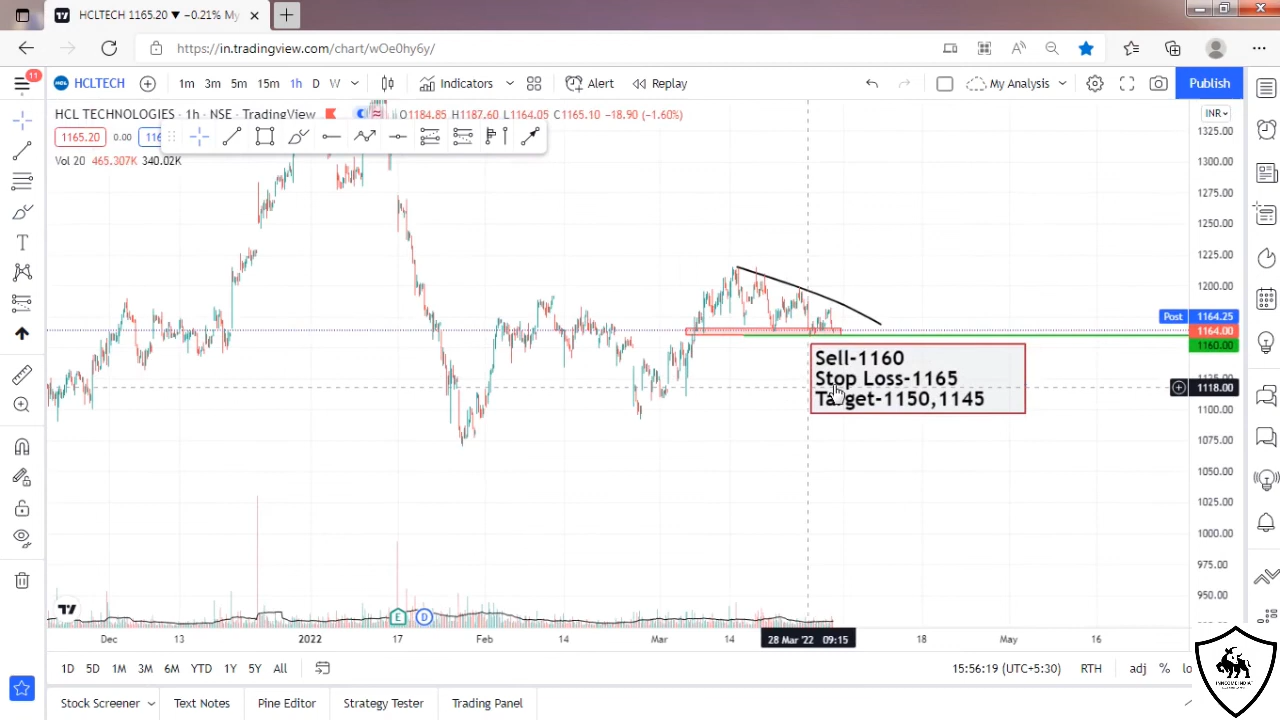 HCLTECH 1165.20 ▼ −0.21% My
https://in.tradingview.com/chart/wOe0hy6y/
11
HCLTECH
1m 3m 5m 15m 1h D W
Indicators
Alert
Replay
My Analysis
Publish
HCL TECHNOLOGIES · 1h · NSE · TradingView
O1184.85 H1187.60 L1164.05 C1165.10 −18.90 (−1.60%)
INR
1165.20 0.00
Vol 20 465.307K 340.02K
1325.00
1300.00
1275.00
1250.00
1225.00
1200.00
Post 1164.25
1164.00
1160.00
1118.00
1100.00
1075.00
1050.00
1025.00
1000.00
975.00
950.00
Sell-1160
Stop Loss-1165
Target-1150,1145
E D
Dec 13 2022 17 Feb 14 Mar 14 28 Mar '22 09:15 18 May 16
1D 5D 1M 3M 6M YTD 1Y 5Y All
15:56:19 (UTC+5:30) RTH adj %
Stock Screener Text Notes Pine Editor Strategy Tester Trading Panel